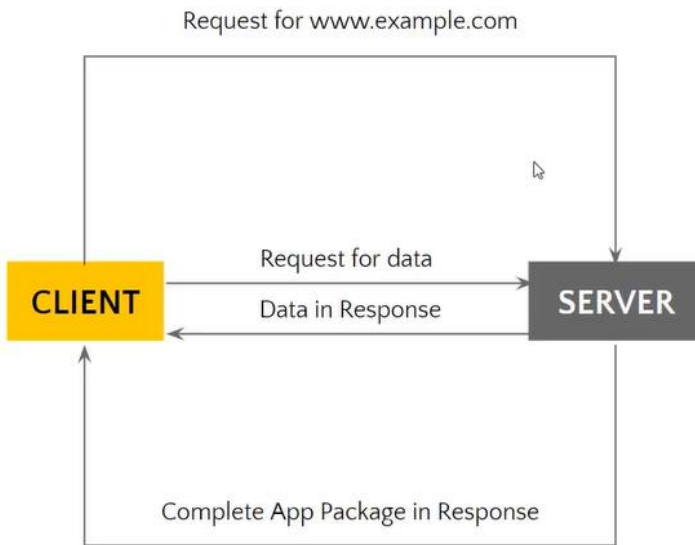 Request for www.example.com
Request for data
CLIENT
SERVER
Data in Response
Complete App Package in Response